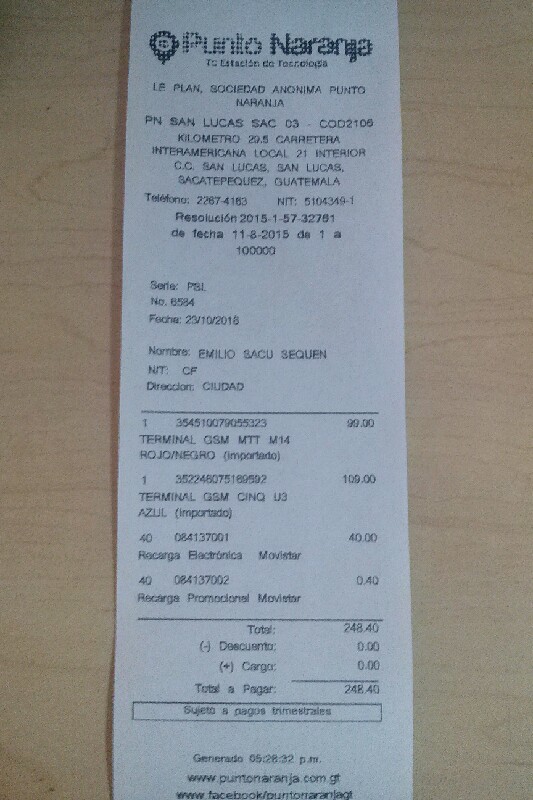 Punto Naranja
Tu Estación de Tecnología
LE PLAN, SOCIEDAD ANONIMA PUNTO
NARANJA
PN SAN LUCAS SAC 03 - COD2106
KILOMETRO 29.5 CARRETERA
INTERAMERICANA LOCAL 21 INTERIOR
C.C. SAN LUCAS, SAN LUCAS,
SACATEPEQUEZ, GUATEMALA
Teléfono: 2267-4163 NIT: 5104349-1
Resolución 2015-1-57-32761
de fecha 11-8-2015 de 1 a
100000
Serie: PSL
No. 6584
Fecha: 23/10/2016
Nombre: EMILIO SACU SEQUEN
NIT: CF
Direccion: CIUDAD
1 354510079055323 99.00
TERMINAL GSM MTT M14
ROJO/NEGRO (Importado)
1 352246075169592 109.00
TERMINAL GSM CINQ U3
AZUL (Importado)
40 084137001 40.00
Recarga Electrónica Movistar
40 084137002 0.40
Recarga Promocional Movistar
Total: 248.40
(-) Descuento: 0.00
(+) Cargo: 0.00
Total a Pagar: 248.40
Sujeto a pagos trimestrales
Generado 05:28:32 p.m.
www.puntonaranja.com.gt
www.facebook/puntonaranjagt